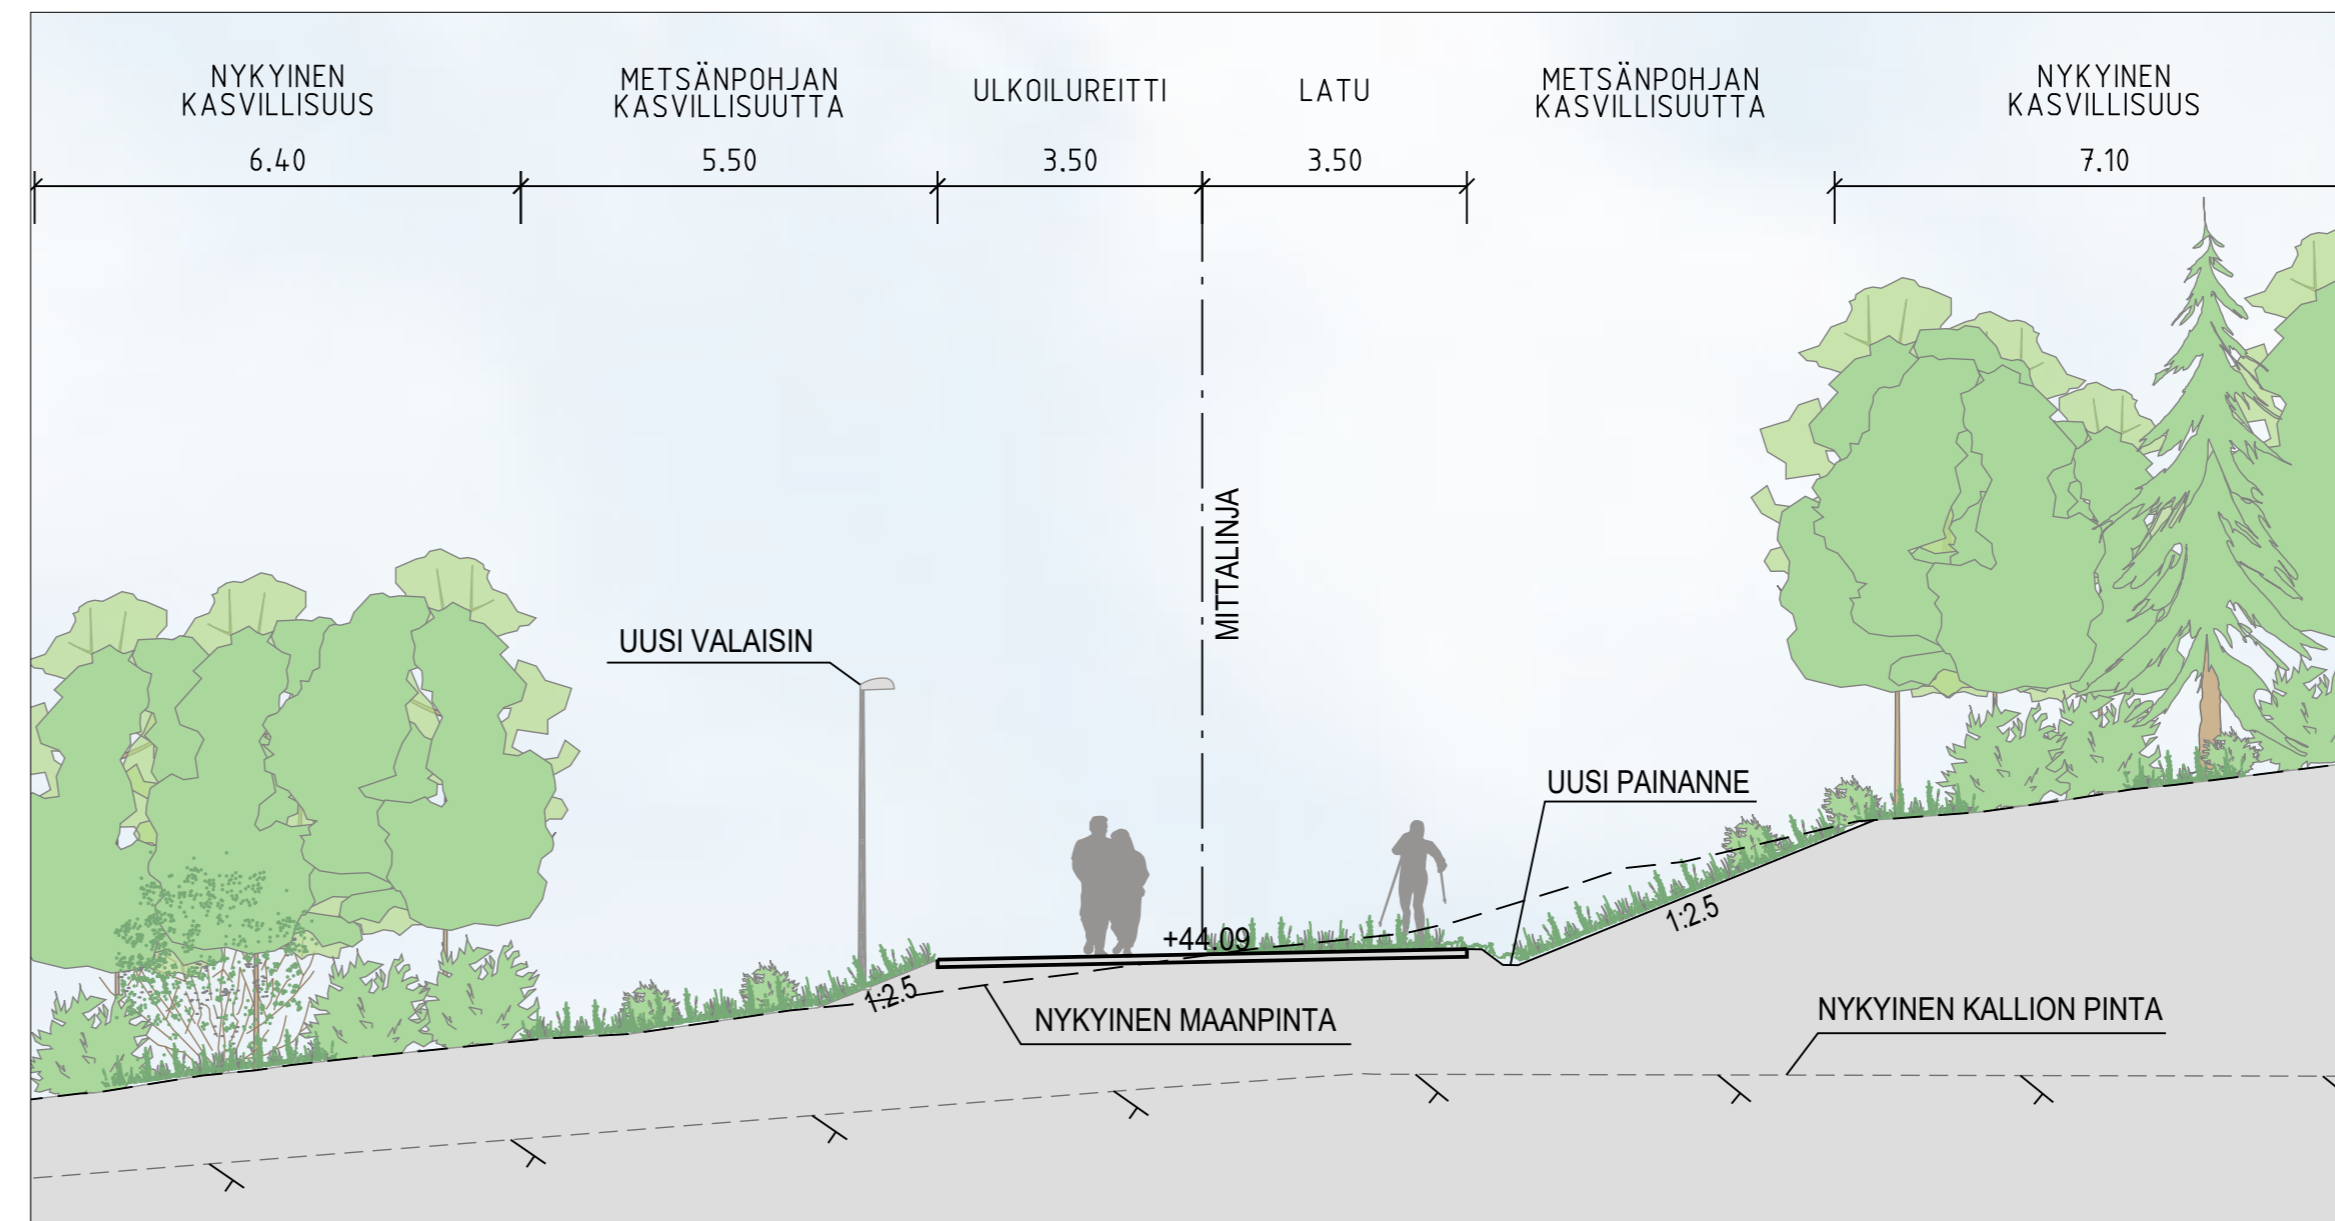 NYKYINEN
KASVILLISUUS
METSÄNPOHJAN
KASVILLISUUTTA
ULKOILUREITTI
LATU
METSÄNPOHJAN
KASVILLISUUTTA
NYKYINEN
KASVILLISUUS
6.40
5.50
3.50
3.50
7.10
MITTALINJA
UUSI VALAISIN
UUSI PAINANNE
1:2.5
+44.09
1:2.5
NYKYINEN MAANPINTA
NYKYINEN KALLION PINTA